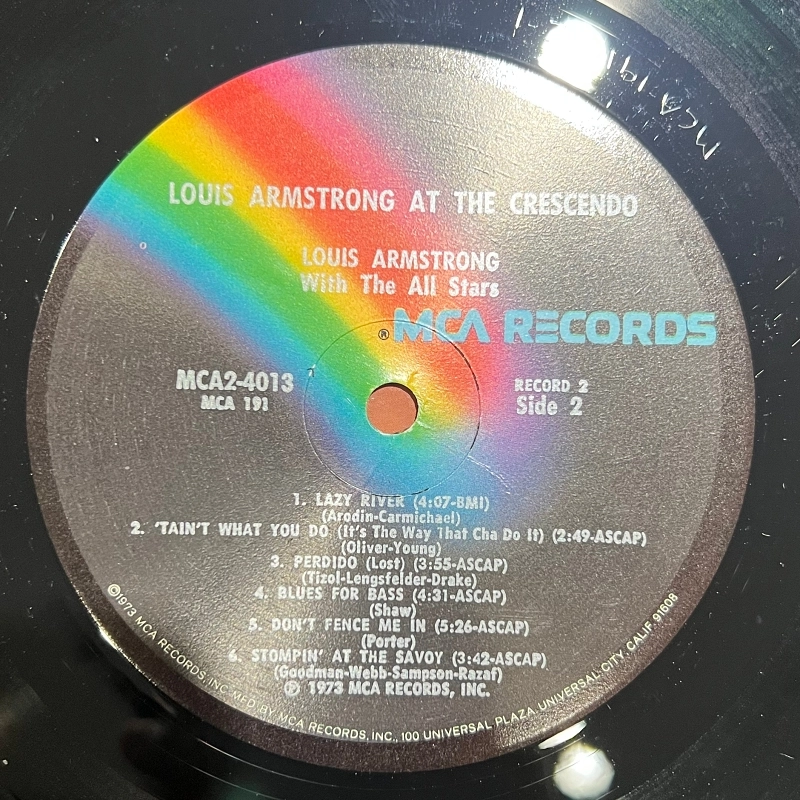 MCA-191
LOUIS ARMSTRONG AT THE CRESCENDO
LOUIS ARMSTRONG
With The All Stars
® MCA RECORDS
MCA2-4013
MCA 191
RECORD 2
Side 2
1. LAZY RIVER (4:07-BMI)
(Arodin-Carmichael)
2. 'TAIN'T WHAT YOU DO (It's The Way That Cha Do It) (2:49-ASCAP)
(Oliver-Young)
3. PERDIDO (Lost) (3:55-ASCAP)
(Tizol-Lengsfelder-Drake)
4. BLUES FOR BASS (4:31-ASCAP)
(Shaw)
5. DON'T FENCE ME IN (5:26-ASCAP)
(Porter)
6. STOMPIN' AT THE SAVOY (3:42-ASCAP)
(Goodman-Webb-Sampson-Razaf)
℗ 1973 MCA RECORDS, INC.
©1973 MCA RECORDS, INC. MFD. BY MCA RECORDS, INC., 100 UNIVERSAL PLAZA, UNIVERSAL CITY, CALIF. 91608